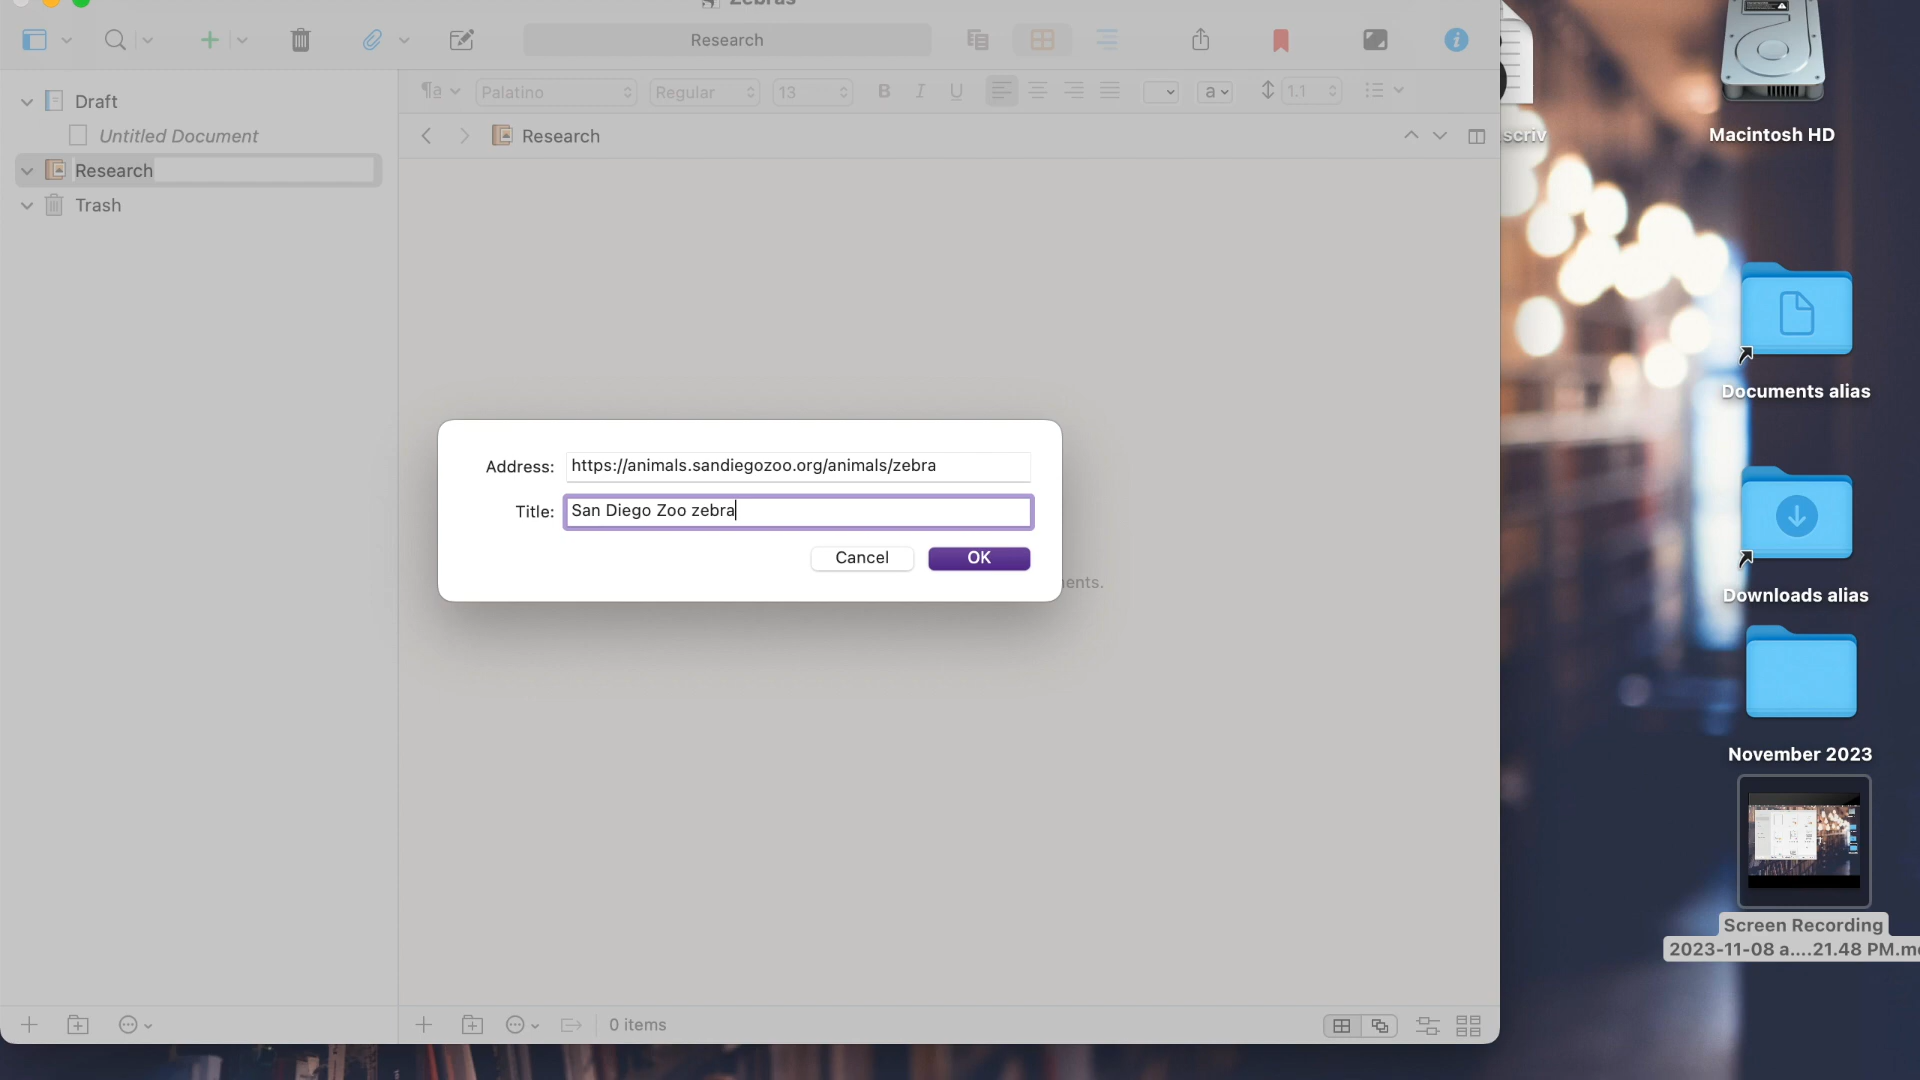 Zebras
Research
Palatino
Regular
13
B I U
a
1.1
Draft
Untitled Document
Research
Trash
Research
Address: https://animals.sandiegozoo.org/animals/zebra
Title: San Diego Zoo zebra
Cancel
OK
ents.
0 items
scriv
Macintosh HD
Documents alias
Downloads alias
November 2023
Screen Recording
2023-11-08 a....21.48 PM.m